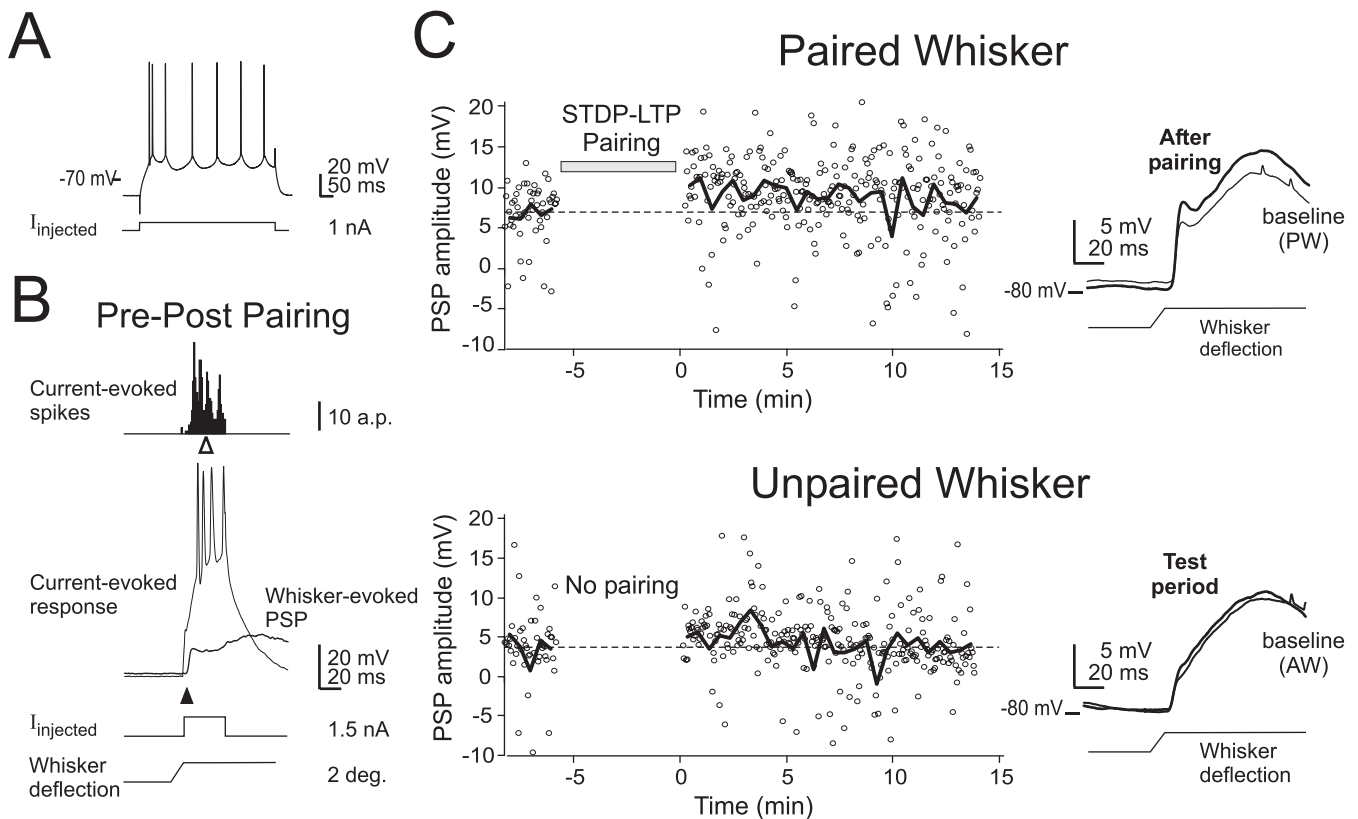 A
-70 mV
20 mV
50 ms
Iinjected
1 nA
B
Pre-Post Pairing
Current-evoked
spikes
10 a.p.
Current-evoked
response
Whisker-evoked
PSP
20 mV
20 ms
Iinjected
1.5 nA
Whisker
deflection
2 deg.
C
Paired Whisker
PSP amplitude (mV)
20
15
10
5
0
-5
-10
STDP-LTP
Pairing
-5
0
5
10
15
Time (min)
After
pairing
5 mV
20 ms
baseline
(PW)
-80 mV
Whisker
deflection
Unpaired Whisker
PSP amplitude (mV)
20
15
10
5
0
-5
-10
No pairing
-5
0
5
10
15
Time (min)
Test
period
5 mV
20 ms
baseline
(AW)
-80 mV
Whisker
deflection